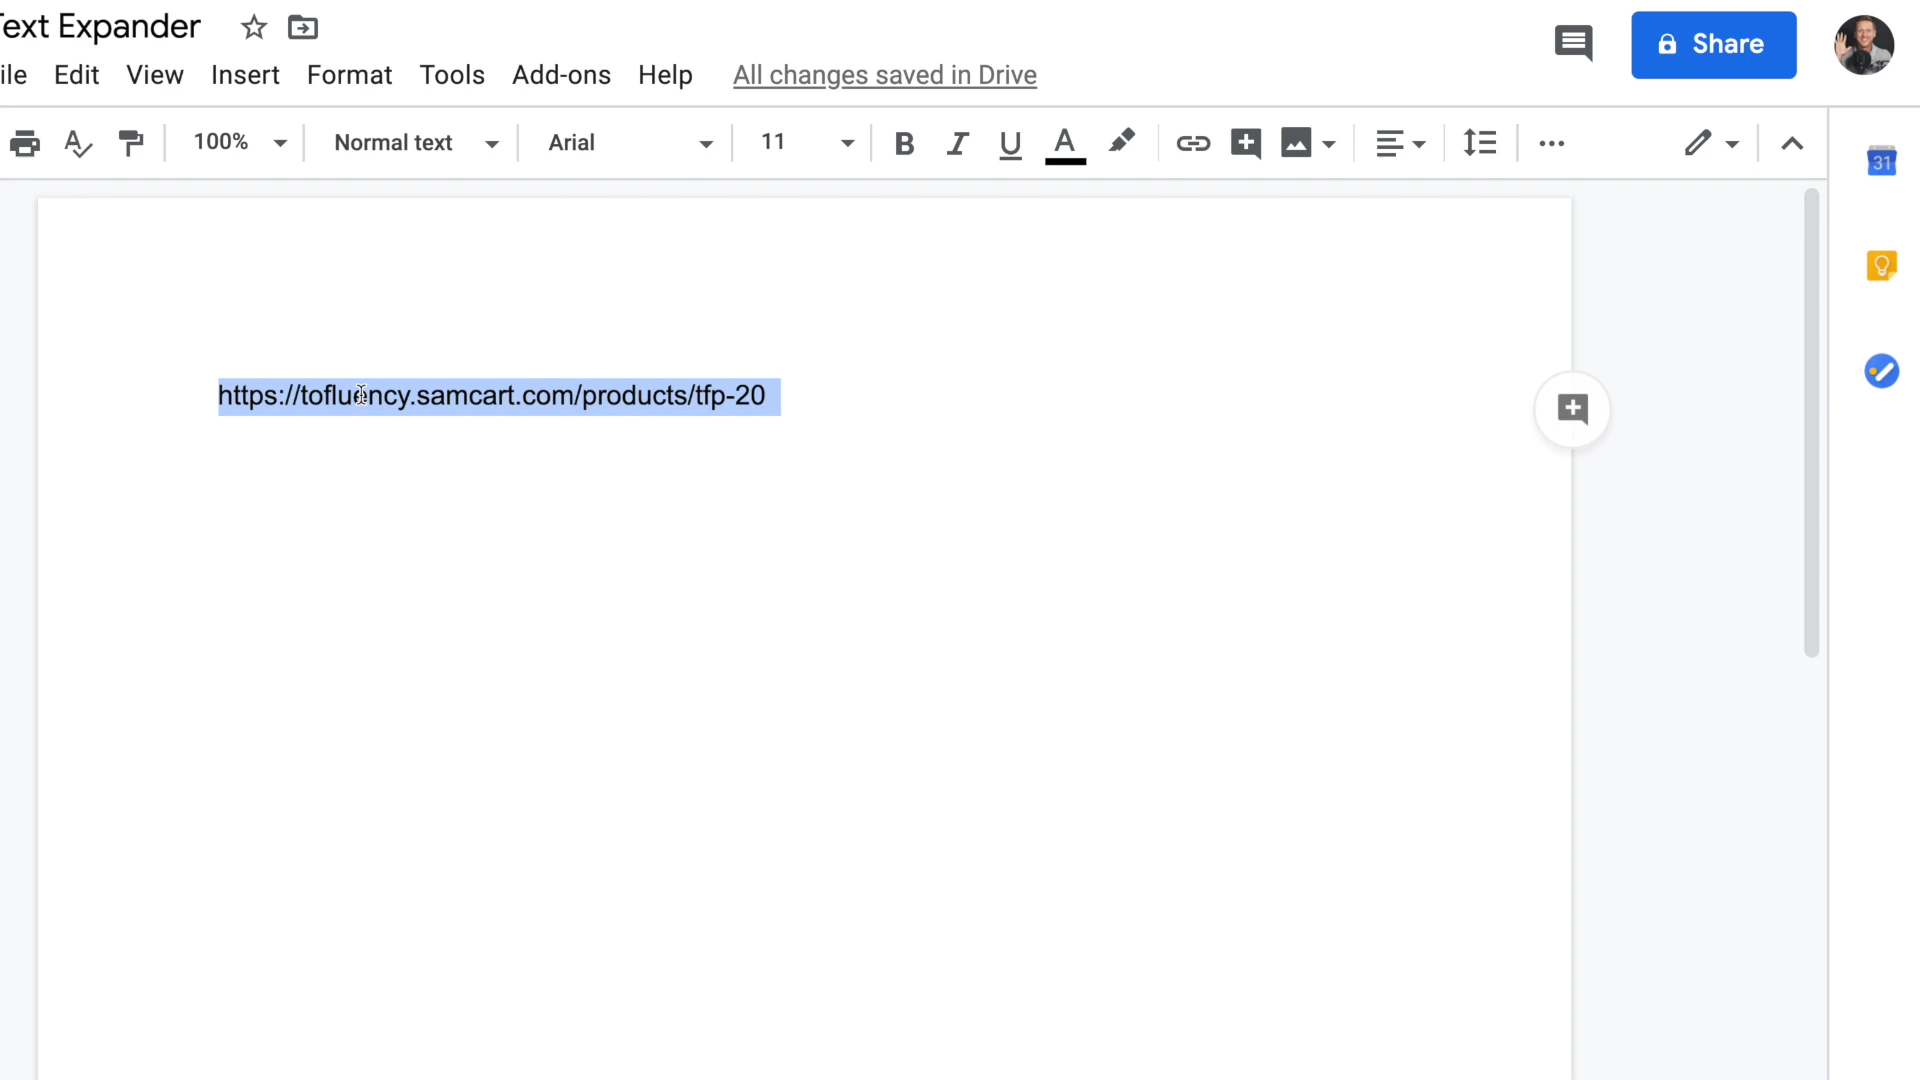 ext Expander
ile Edit View Insert Format Tools Add-ons Help All changes saved in Drive
Share
100% Normal text Arial 11 B I U A
31
https://tofluency.samcart.com/products/tfp-20